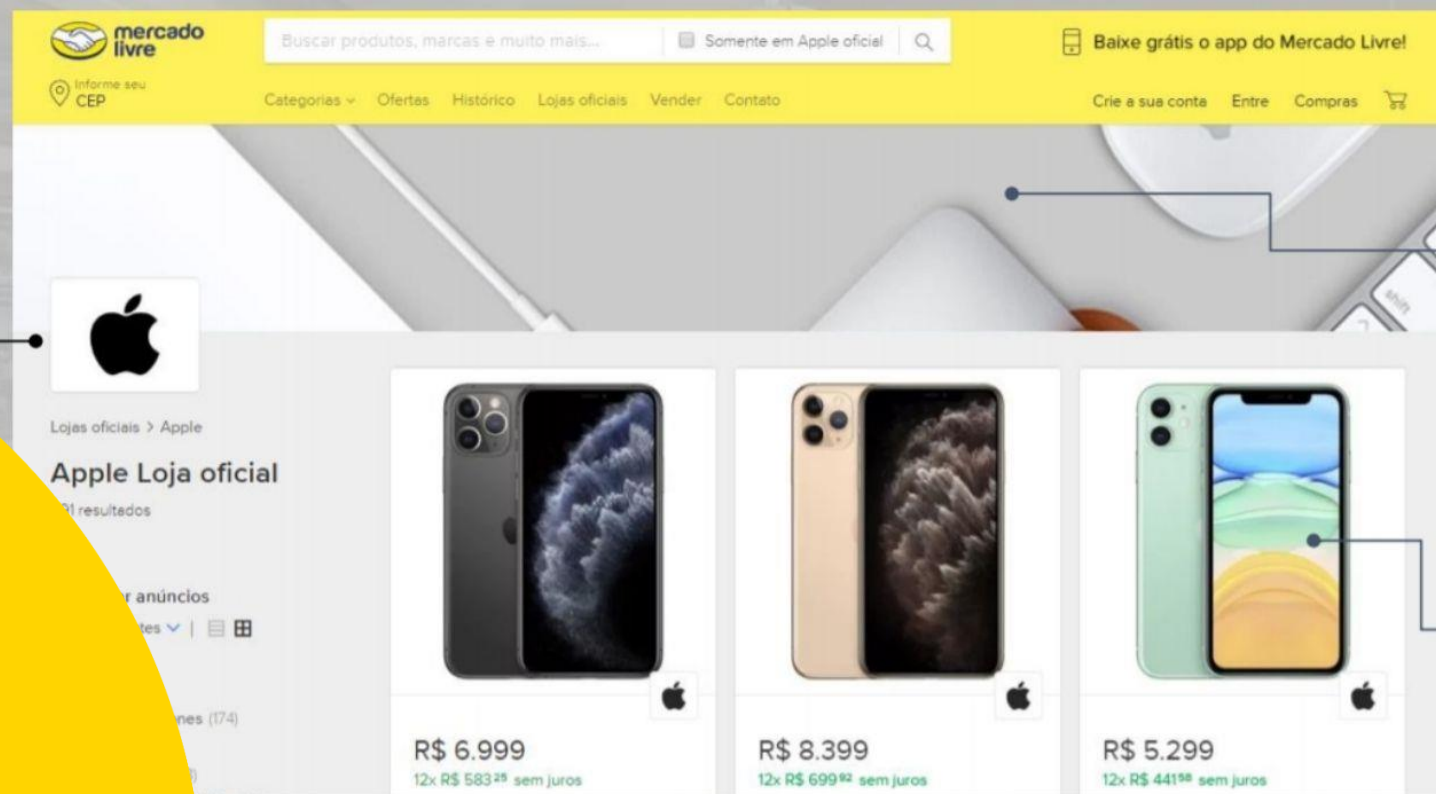 mercado
livre
Buscar produtos, marcas e muito mais...
Somente em Apple oficial
Baixe grátis o app do Mercado Livre!
Informe seu
CEP
Categorias
Ofertas
Histórico
Lojas oficiais
Vender
Contato
Crie a sua conta
Entre
Compras
shift
Lojas oficiais > Apple
Apple Loja oficial
resultados
anúncios
(174)
R$ 6.999
12x R$ 583 25 sem juros
R$ 8.399
12x R$ 699 92 sem juros
R$ 5.299
12x R$ 441 58 sem juros